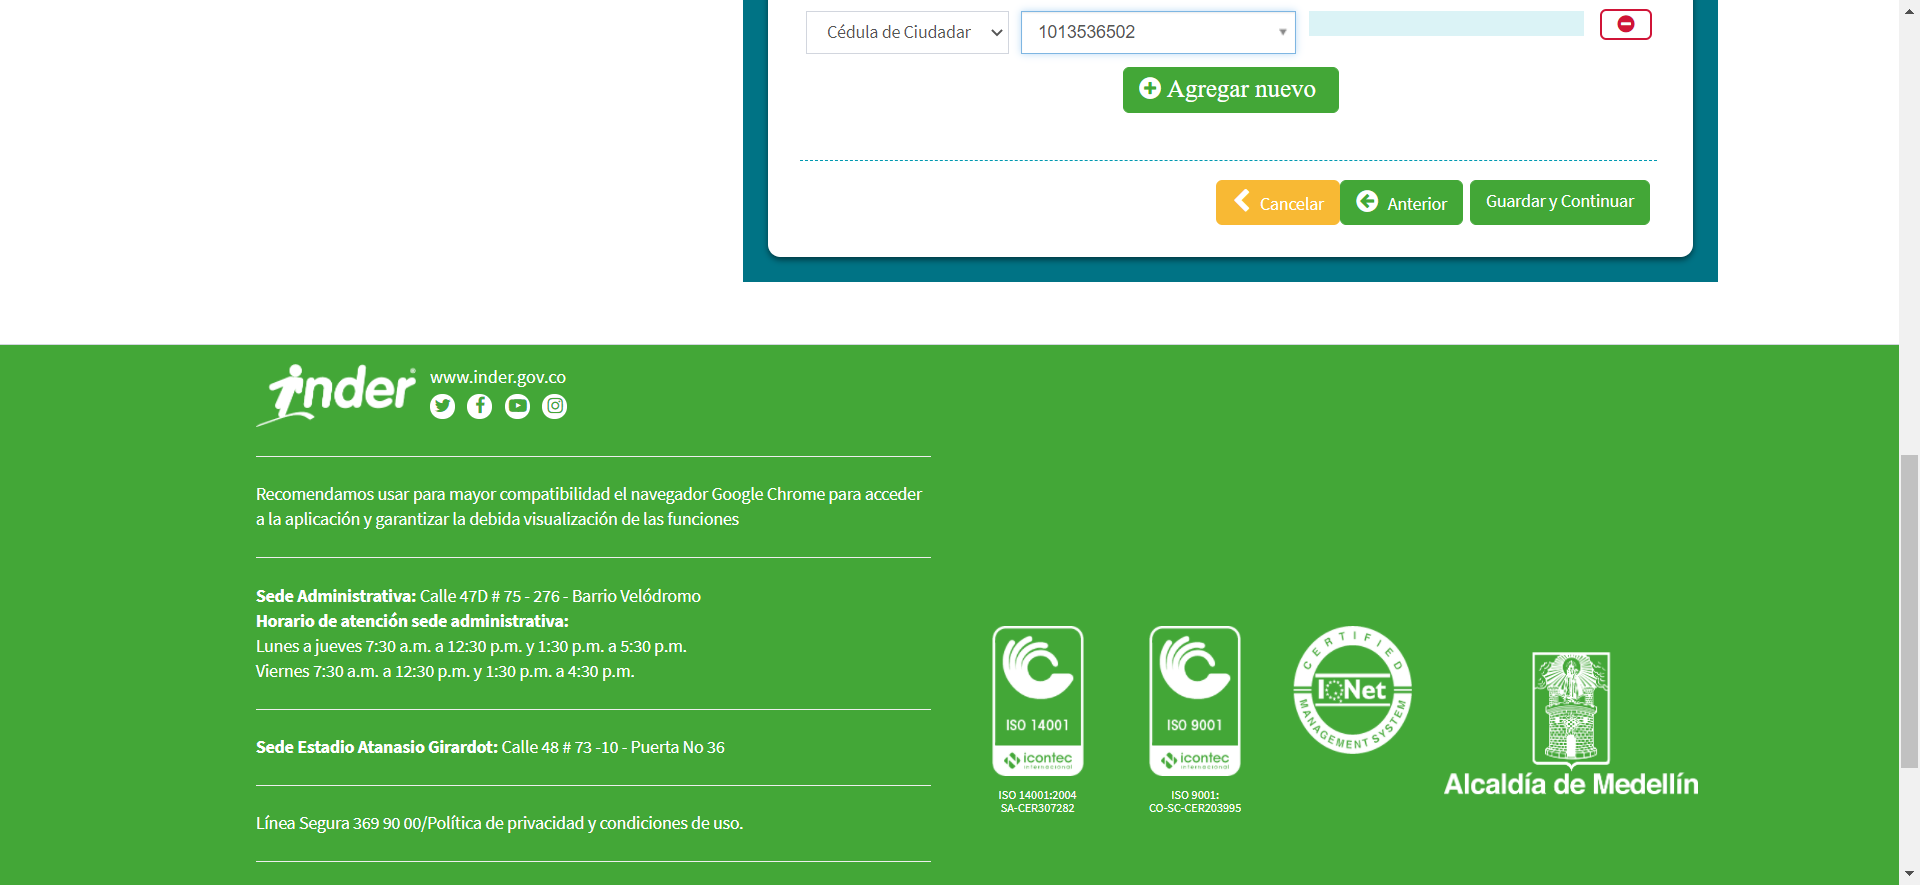 Cédula de Ciudadar
1013536502
Agregar nuevo
Cancelar
Anterior
Guardar y Continuar
inder
www.inder.gov.co
Recomendamos usar para mayor compatibilidad el navegador Google Chrome para acceder
a la aplicación y garantizar la debida visualización de las funciones
Sede Administrativa: Calle 47D # 75 - 276 - Barrio Velódromo
Horario de atención sede administrativa:
Lunes a jueves 7:30 a.m. a 12:30 p.m. y 1:30 p.m. a 5:30 p.m.
Viernes 7:30 a.m. a 12:30 p.m. y 1:30 p.m. a 4:30 p.m.
Sede Estadio Atanasio Girardot: Calle 48 # 73 -10 - Puerta No 36
Línea Segura 369 90 00/Política de privacidad y condiciones de uso.
ISO 14001
icontec
internacional
ISO 14001:2004
SA-CER307282
ISO 9001
icontec
internacional
ISO 9001:
CO-SC-CER203995
CERTIFIED
IQNet
MANAGEMENT SYSTEM
Alcaldía de Medellín